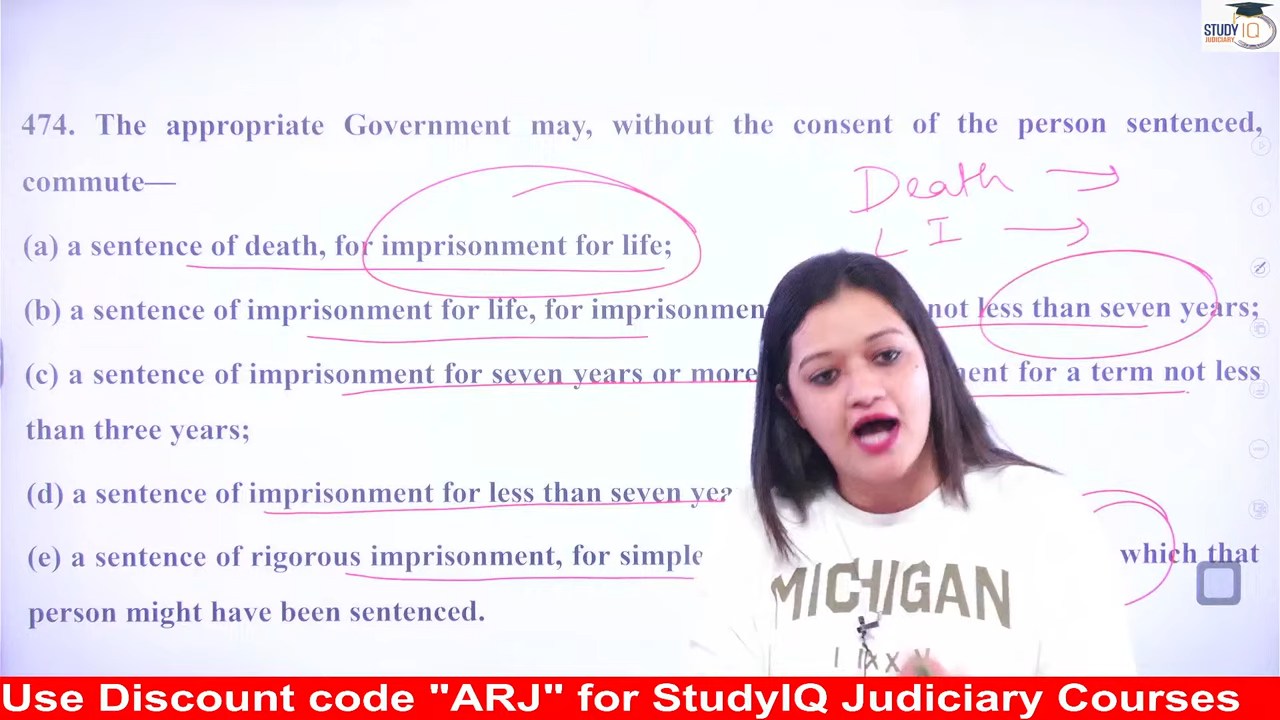 STUDY IQ
JUDICIARY
474. The appropriate Government may, without the consent of the person sentenced,
commute—
Death →
(a) a sentence of death, for imprisonment for life;
L I →
(b) a sentence of imprisonment for life, for imprisonment not less than seven years;
(c) a sentence of imprisonment for seven years or more for a term not less
than three years;
(d) a sentence of imprisonment for less than seven
(e) a sentence of rigorous imprisonment, for simple which that
person might have been sentenced.
MICHIGAN
Use Discount code "ARJ" for StudyIQ Judiciary Courses